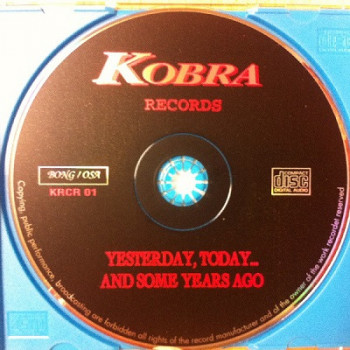 KOBRA
RECORDS
BONG / OSA
KRCR 01
COMPACT
disc
DIGITAL AUDIO
YESTERDAY, TODAY...
AND SOME YEARS AGO
Copying, public performance, broadcasting are forbidden all rights of the record manufacturer and of the owner of the work recorder reserved